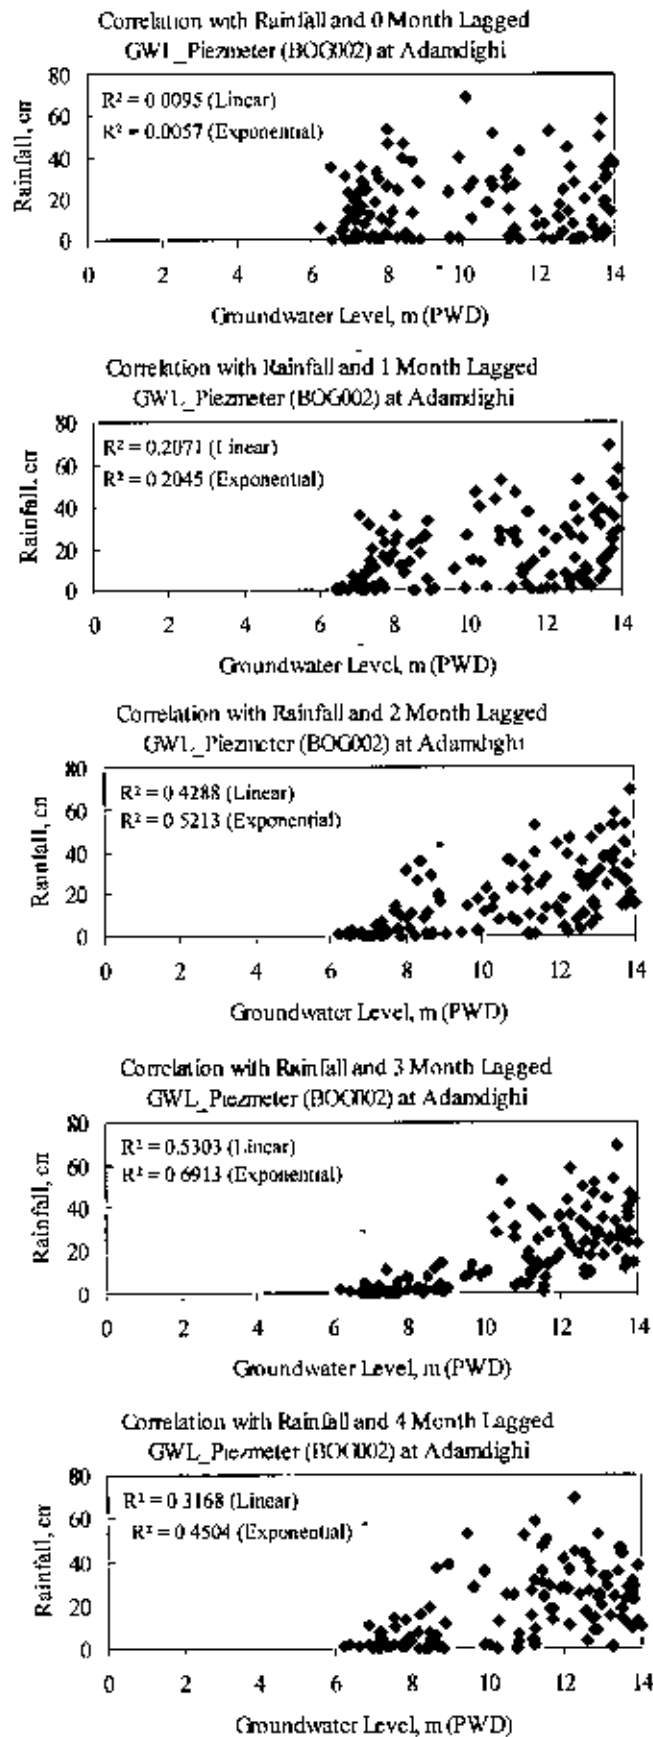 Correlation with Rainfall and 0 Month Lagged
GWL_Piezmeter (BOG002) at Adamdighi
R² = 0.0095 (Linear)
R² = 0.0057 (Exponential)
Rainfall, cm
80
60
40
20
0
0 2 4 6 8 10 12 14
Groundwater Level, m (PWD)
Correlation with Rainfall and 1 Month Lagged
GWL_Piezmeter (BOG002) at Adamdighi
R² = 0.2071 (Linear)
R² = 0.2045 (Exponential)
Rainfall, cm
80
60
40
20
0
0 2 4 6 8 10 12 14
Groundwater Level, m (PWD)
Correlation with Rainfall and 2 Month Lagged
GWL_Piezmeter (BOG002) at Adamdighi
R² = 0.4288 (Linear)
R² = 0.5213 (Exponential)
Rainfall, cm
80
60
40
20
0
0 2 4 6 8 10 12 14
Groundwater Level, m (PWD)
Correlation with Rainfall and 3 Month Lagged
GWL_Piezmeter (BOG002) at Adamdighi
R² = 0.5303 (Linear)
R² = 0.6913 (Exponential)
Rainfall, cm
80
60
40
20
0
0 2 4 6 8 10 12 14
Groundwater Level, m (PWD)
Correlation with Rainfall and 4 Month Lagged
GWL_Piezmeter (BOG002) at Adamdighi
R² = 0.3168 (Linear)
R² = 0.4504 (Exponential)
Rainfall, cm
80
60
40
20
0
0 2 4 6 8 10 12 14
Groundwater Level, m (PWD)